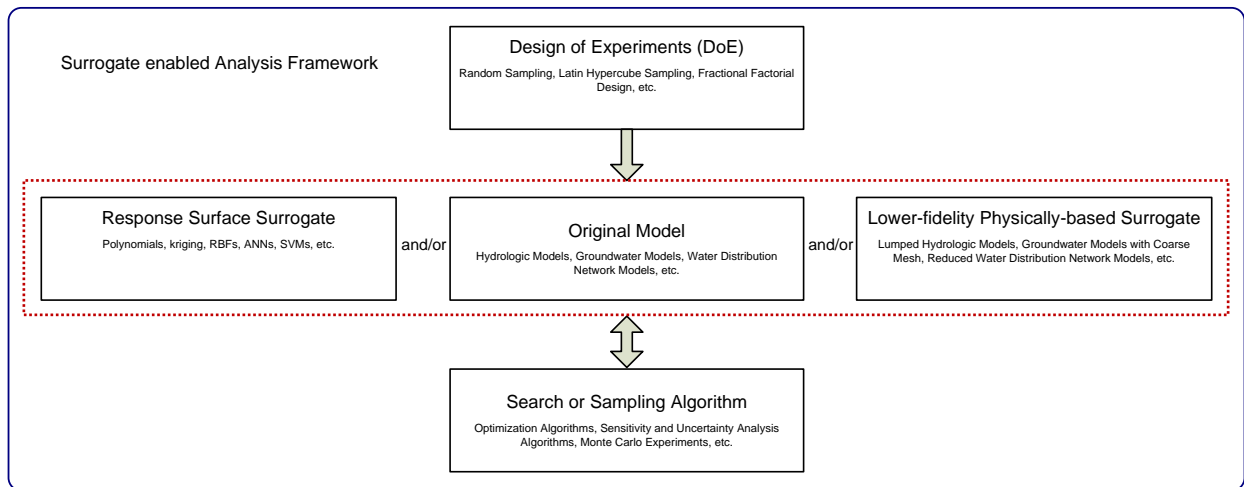 Surrogate enabled Analysis Framework
Design of Experiments (DoE)
Random Sampling, Latin Hypercube Sampling, Fractional Factorial
Design, etc.
Response Surface Surrogate
Polynomials, kriging, RBFs, ANNs, SVMs, etc.
and/or
Original Model
Hydrologic Models, Groundwater Models, Water Distribution
Network Models, etc.
and/or
Lower-fidelity Physically-based Surrogate
Lumped Hydrologic Models, Groundwater Models with Coarse
Mesh, Reduced Water Distribution Network Models, etc.
Search or Sampling Algorithm
Optimization Algorithms, Sensitivity and Uncertainty Analysis
Algorithms, Monte Carlo Experiments, etc.